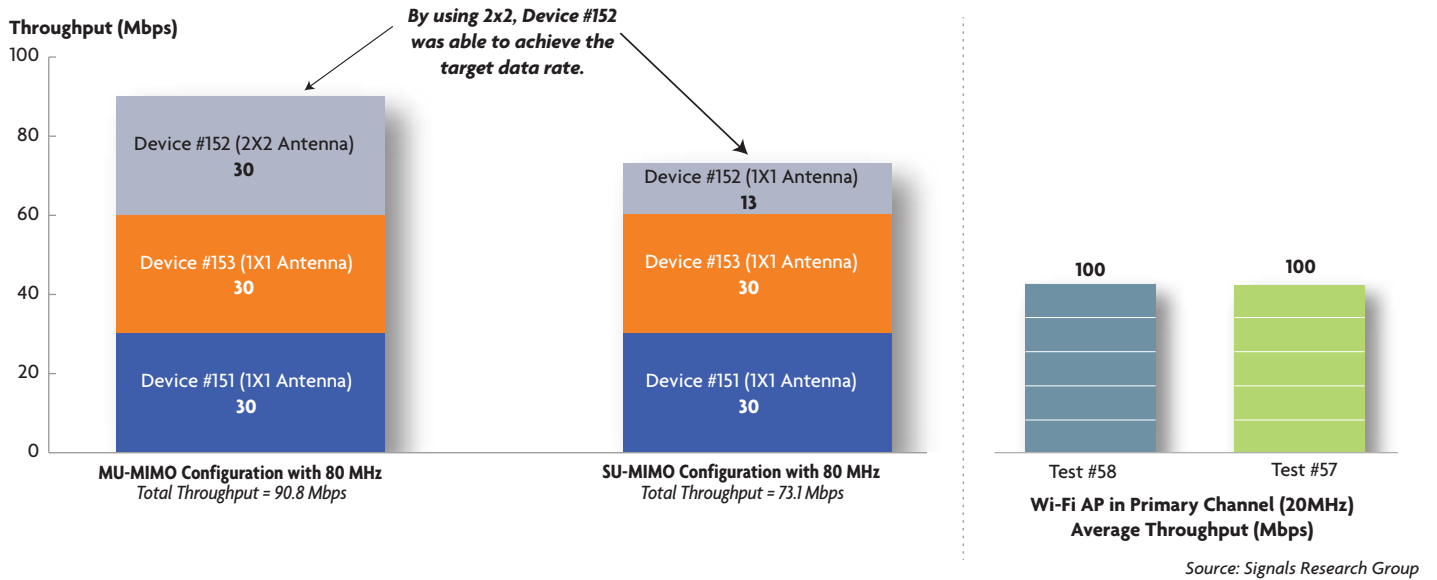 Throughput (Mbps)
By using 2x2, Device #152
was able to achieve the
target data rate.
100
80
60
40
20
0
Device #152 (2X2 Antenna)
30
Device #153 (1X1 Antenna)
30
Device #151 (1X1 Antenna)
30
MU-MIMO Configuration with 80 MHz
Total Throughput = 90.8 Mbps
Device #152 (1X1 Antenna)
13
Device #153 (1X1 Antenna)
30
Device #151 (1X1 Antenna)
30
SU-MIMO Configuration with 80 MHz
Total Throughput = 73.1 Mbps
100
100
Test #58
Test #57
Wi-Fi AP in Primary Channel (20MHz)
Average Throughput (Mbps)
Source: Signals Research Group